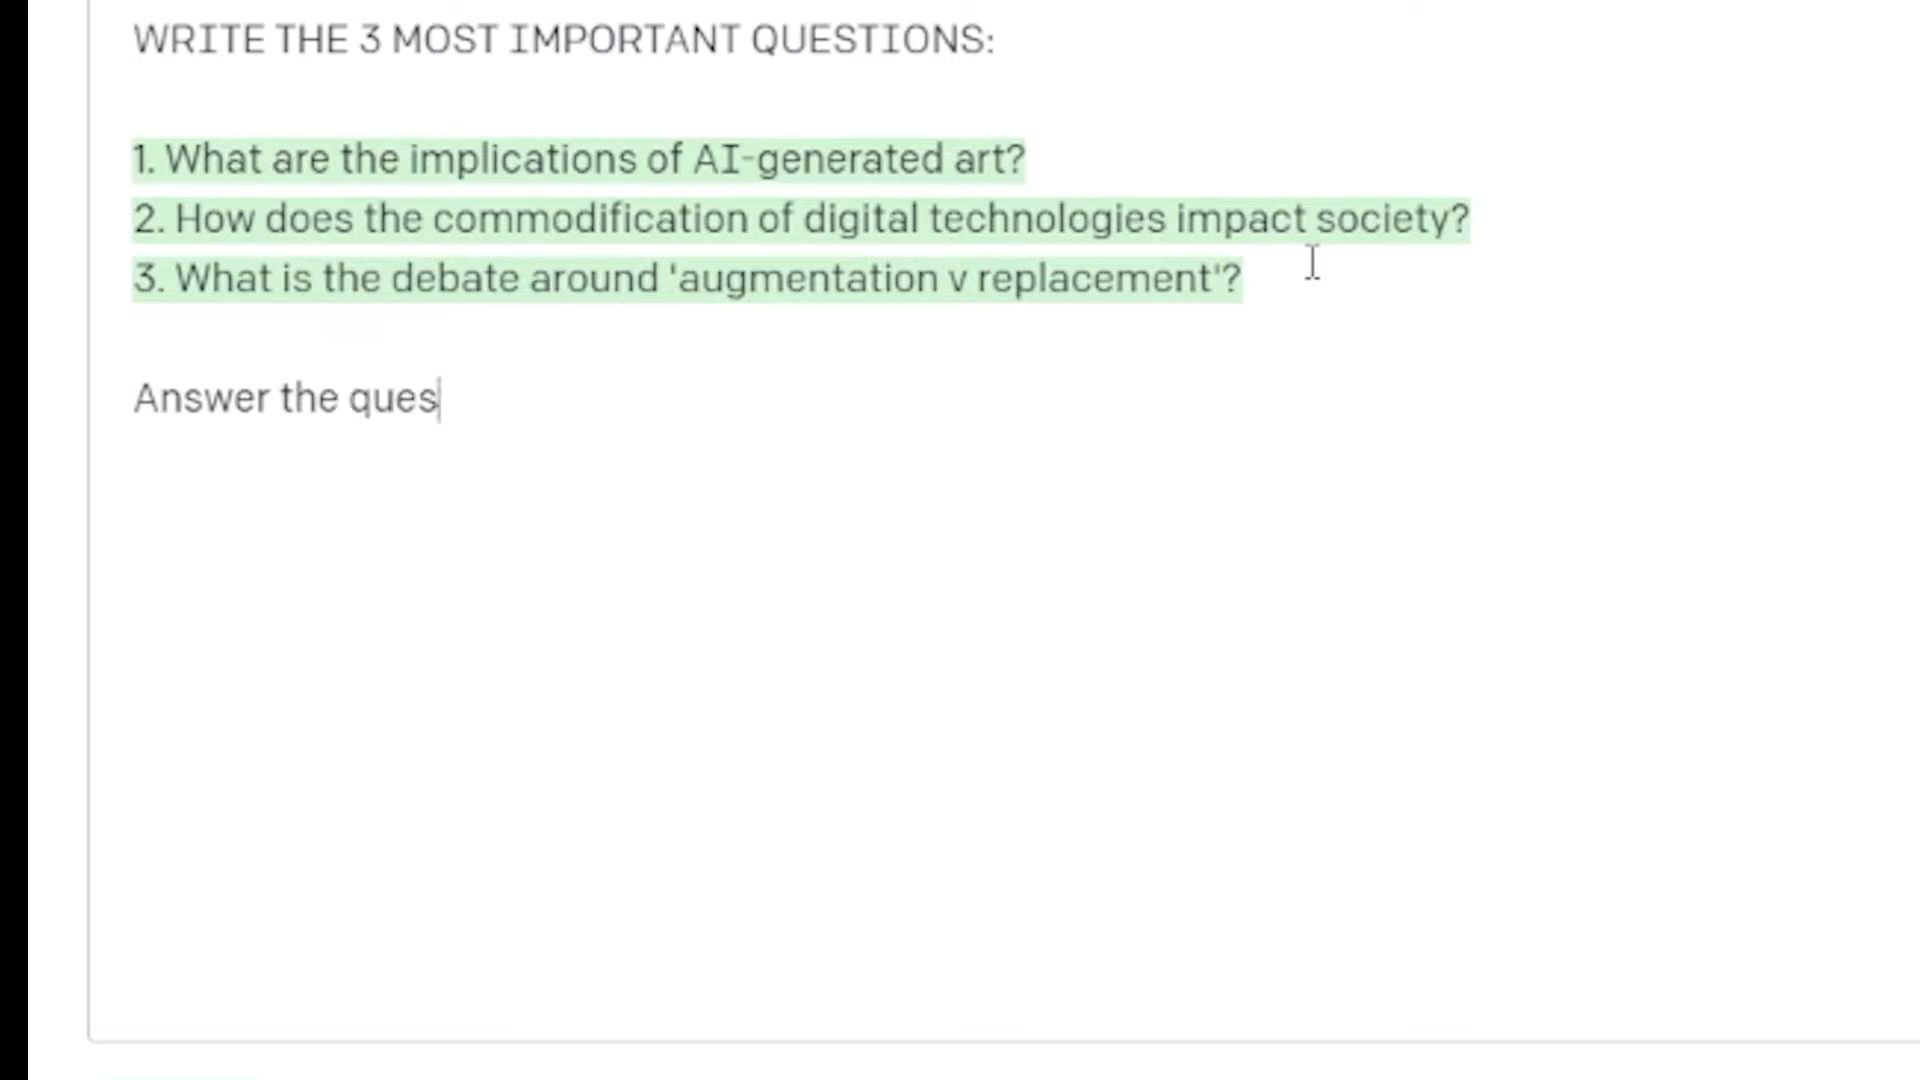 WRITE THE 3 MOST IMPORTANT QUESTIONS:
1. What are the implications of AI-generated art?
2. How does the commodification of digital technologies impact society?
3. What is the debate around 'augmentation v replacement'?
Answer the ques